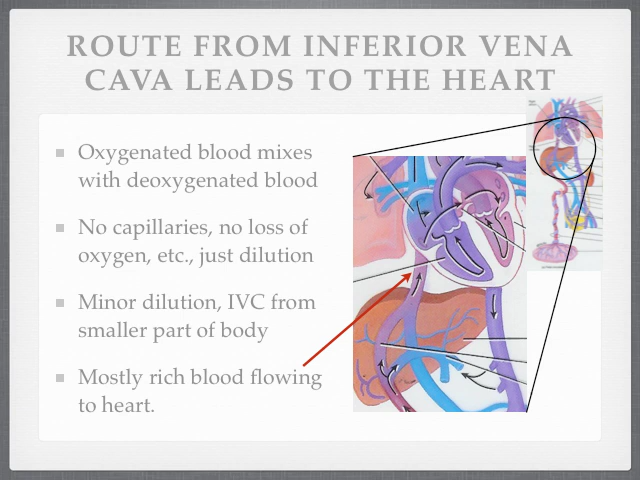 ROUTE FROM INFERIOR VENA
CAVA LEADS TO THE HEART
Oxygenated blood mixes
with deoxygenated blood
No capillaries, no loss of
oxygen, etc., just dilution
Minor dilution, IVC from
smaller part of body
Mostly rich blood flowing
to heart.